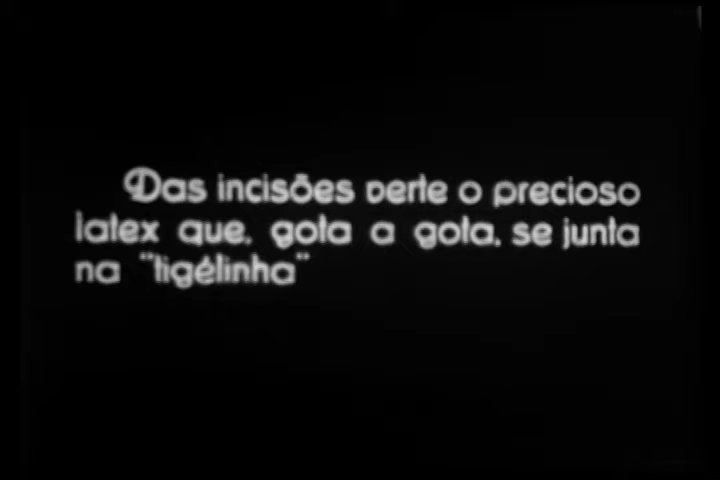 Das incisões verte o precioso
latex que, gota a gota, se junta
na "tigélinha"